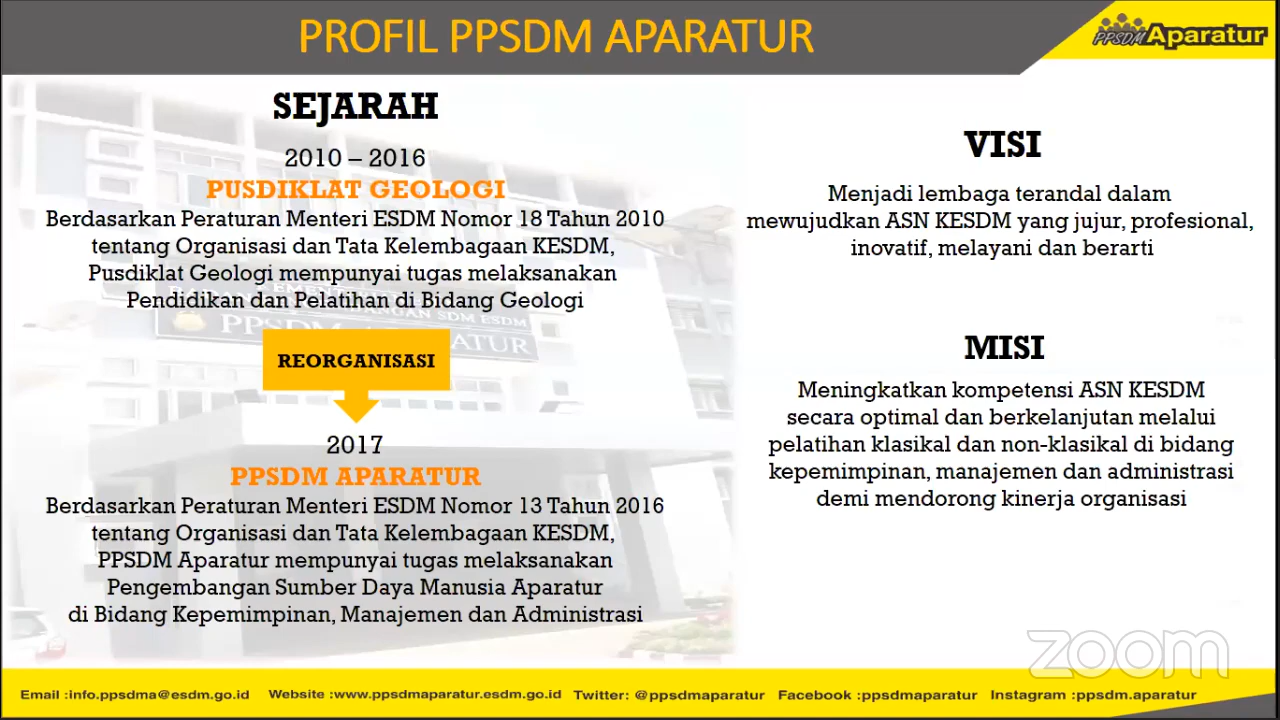 PROFIL PPSDM APARATUR
PPSDM Aparatur
SEJARAH
2010 – 2016
PUSDIKLAT GEOLOGI
Berdasarkan Peraturan Menteri ESDM Nomor 18 Tahun 2010
tentang Organisasi dan Tata Kelembagaan KESDM,
Pusdiklat Geologi mempunyai tugas melaksanakan
Pendidikan dan Pelatihan di Bidang Geologi
REORGANISASI
2017
PPSDM APARATUR
Berdasarkan Peraturan Menteri ESDM Nomor 13 Tahun 2016
tentang Organisasi dan Tata Kelembagaan KESDM,
PPSDM Aparatur mempunyai tugas melaksanakan
Pengembangan Sumber Daya Manusia Aparatur
di Bidang Kepemimpinan, Manajemen dan Administrasi
VISI
Menjadi lembaga terandal dalam
mewujudkan ASN KESDM yang jujur, profesional,
inovatif, melayani dan berarti
MISI
Meningkatkan kompetensi ASN KESDM
secara optimal dan berkelanjutan melalui
pelatihan klasikal dan non-klasikal di bidang
kepemimpinan, manajemen dan administrasi
demi mendorong kinerja organisasi
SDM ESDM
PPSDM APARATUR
zoom
Email :info.ppsdma@esdm.go.id Website :www.ppsdmaparatur.esdm.go.id Twitter: @ppsdmaparatur Facebook :ppsdmaparatur Instagram :ppsdm.aparatur